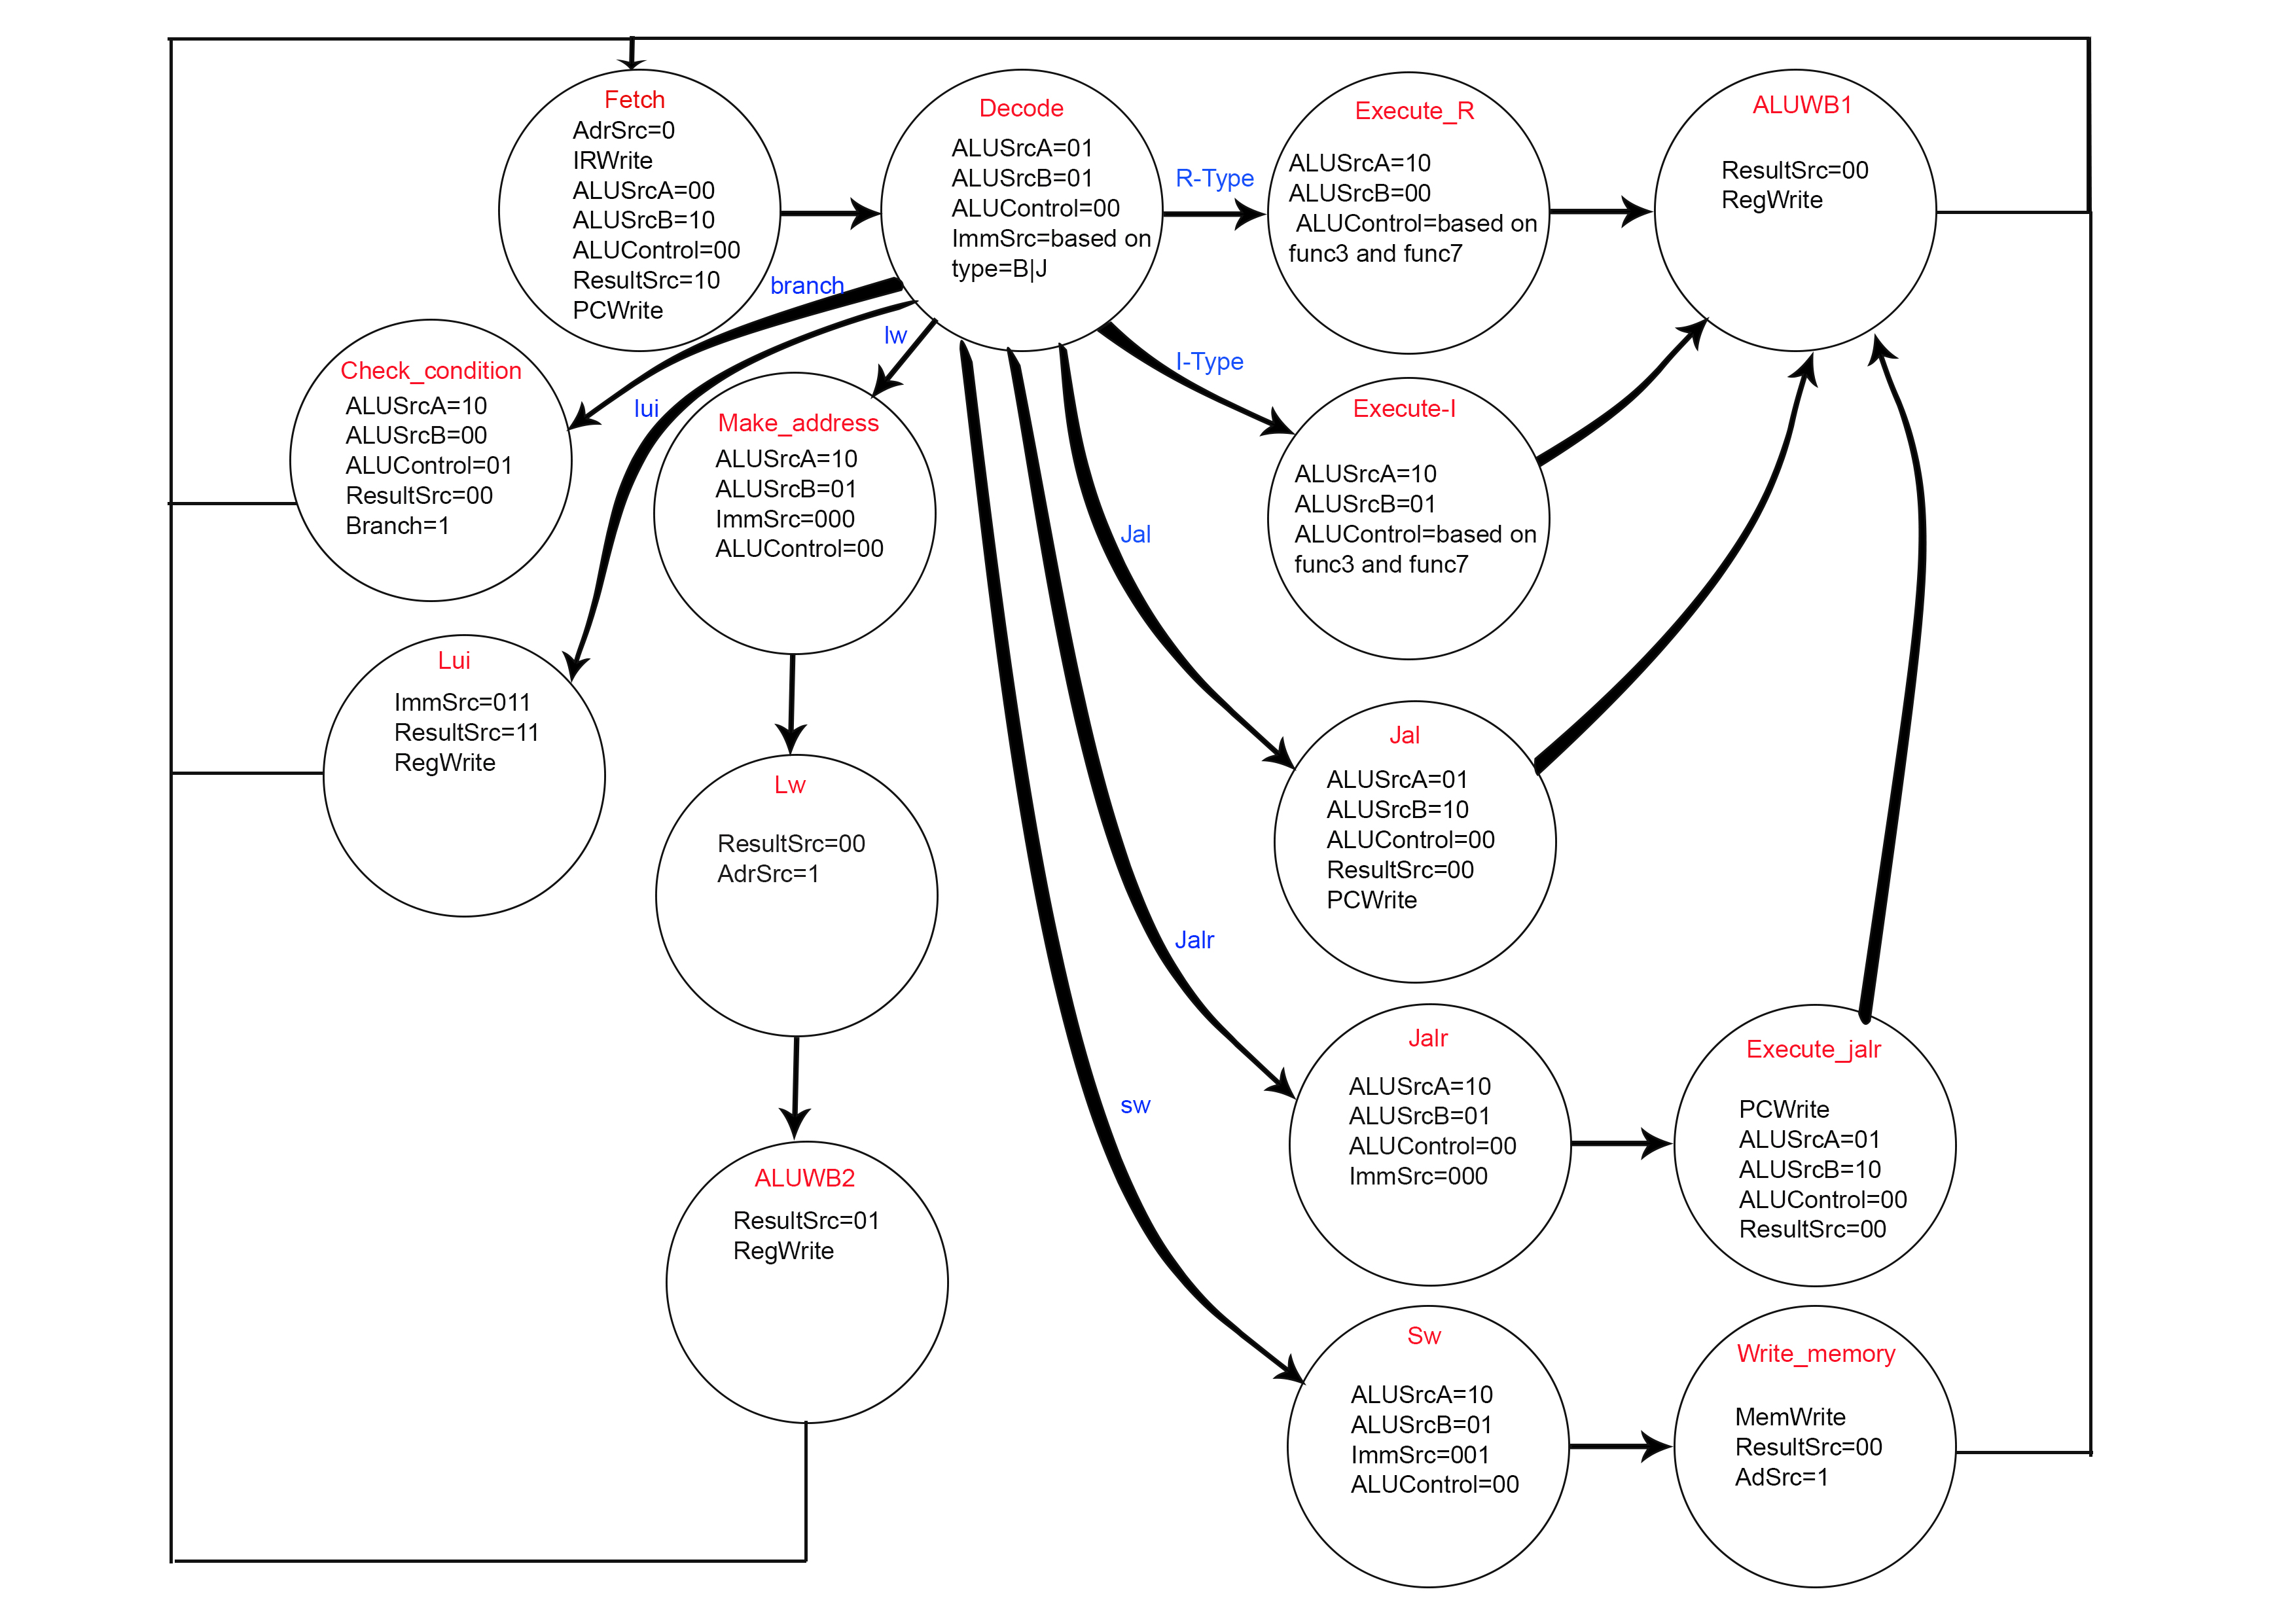 Fetch
AdrSrc=0
IRWrite
ALUSrcA=00
ALUSrcB=10
ALUControl=00
ResultSrc=10
PCWrite
Decode
ALUSrcA=01
ALUSrcB=01
ALUControl=00
ImmSrc=based on
type=B|J
R-Type
Execute_R
ALUSrcA=10
ALUSrcB=00
ALUControl=based on
func3 and func7
ALUWB1
ResultSrc=00
RegWrite
branch
lw
lui
I-Type
Check_condition
ALUSrcA=10
ALUSrcB=00
ALUControl=01
ResultSrc=00
Branch=1
Make_address
ALUSrcA=10
ALUSrcB=01
ImmSrc=000
ALUControl=00
Execute-I
ALUSrcA=10
ALUSrcB=01
ALUControl=based on
func3 and func7
Jal
Lui
ImmSrc=011
ResultSrc=11
RegWrite
Lw
ResultSrc=00
AdrSrc=1
Jal
ALUSrcA=01
ALUSrcB=10
ALUControl=00
ResultSrc=00
PCWrite
Jalr
Jalr
ALUSrcA=10
ALUSrcB=01
ALUControl=00
ImmSrc=000
Execute_jalr
PCWrite
ALUSrcA=01
ALUSrcB=10
ALUControl=00
ResultSrc=00
sw
ALUWB2
ResultSrc=01
RegWrite
Sw
ALUSrcA=10
ALUSrcB=01
ImmSrc=001
ALUControl=00
Write_memory
MemWrite
ResultSrc=00
AdSrc=1